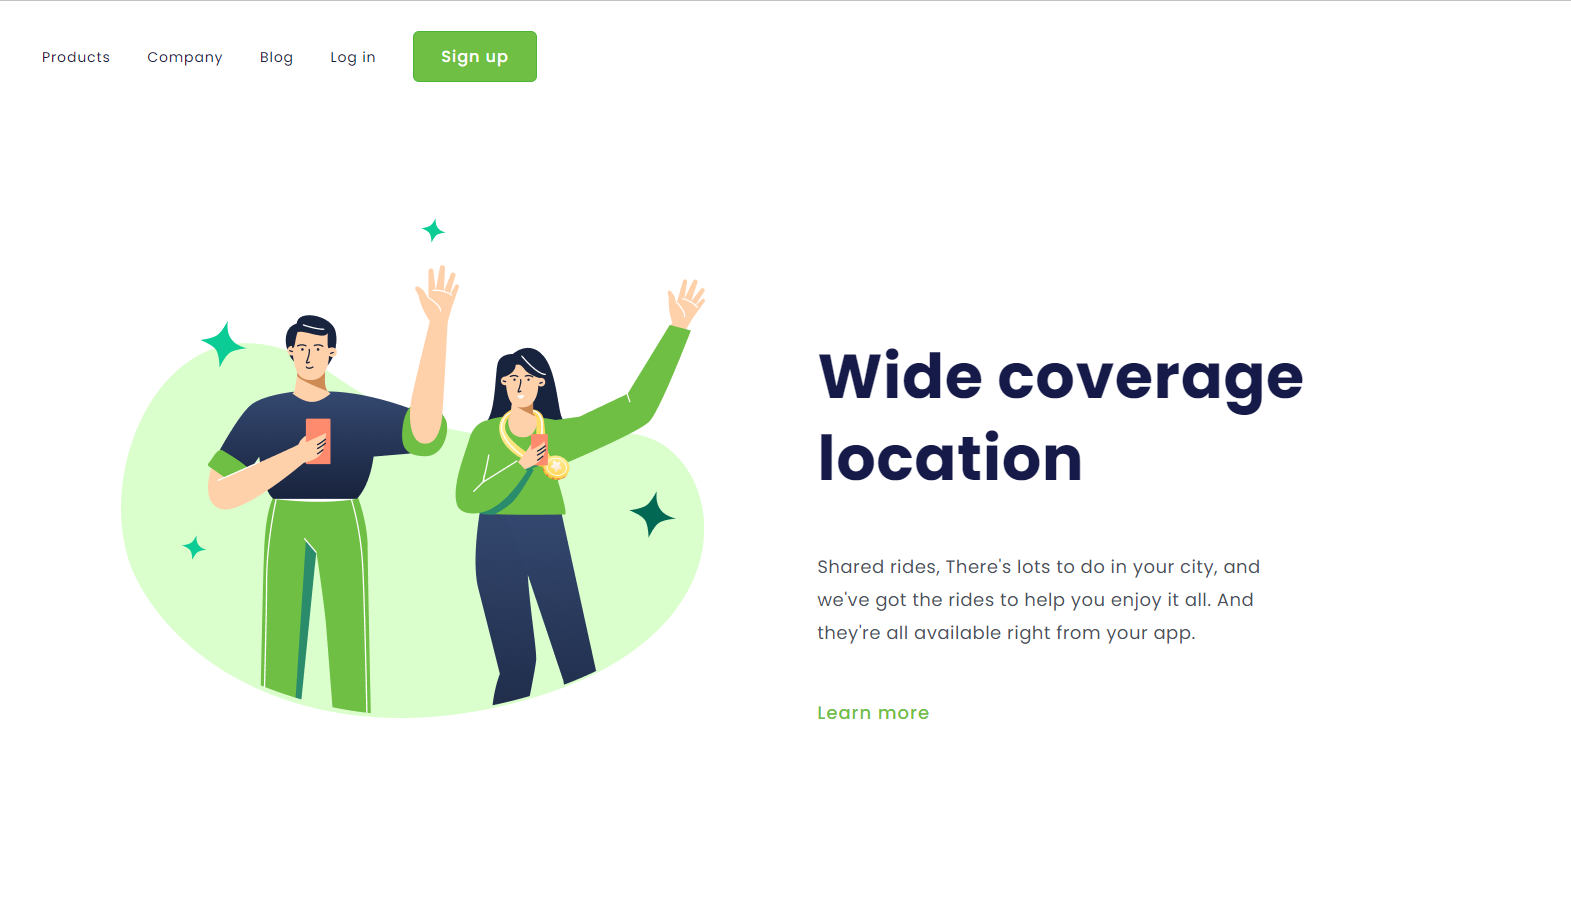 Products Company Blog Log in Sign up
Wide coverage
location
Shared rides, There's lots to do in your city, and
we've got the rides to help you enjoy it all. And
they're all available right from your app.
Learn more